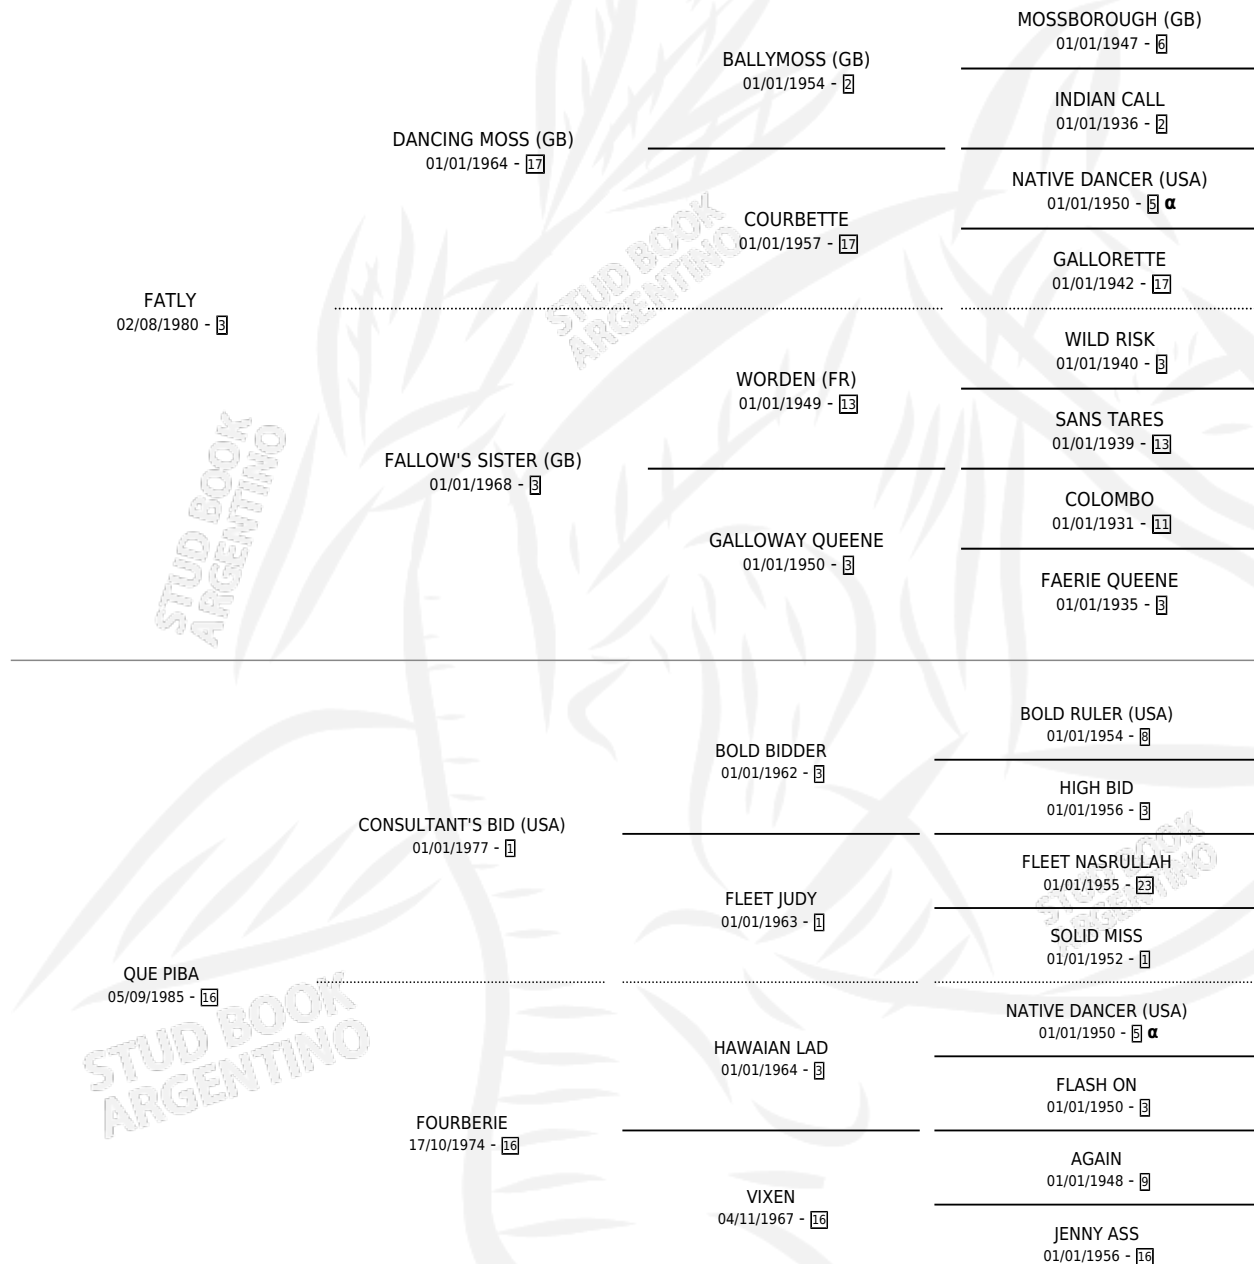 MOSSBOROUGH (GB)
01/01/1947 - 6
BALLYMOSS (GB)
01/01/1954 - 2
INDIAN CALL
01/01/1936 - 2
DANCING MOSS (GB)
01/01/1964 - 17
NATIVE DANCER (USA)
01/01/1950 - 5 α
COURBETTE
01/01/1957 - 17
GALLORETTE
01/01/1942 - 17
STUD BOOK
ARGENTINO
FATLY
02/08/1980 - 3
WILD RISK
01/01/1940 - 3
WORDEN (FR)
01/01/1949 - 13
SANS TARES
01/01/1939 - 13
FALLOW'S SISTER (GB)
01/01/1968 - 3
COLOMBO
01/01/1931 - 11
GALLOWAY QUEENE
01/01/1950 - 3
FAERIE QUEENE
01/01/1935 - 3
STUD BOOK
ARGENTINO
BOLD RULER (USA)
01/01/1954 - 8
BOLD BIDDER
01/01/1962 - 3
HIGH BID
01/01/1956 - 3
CONSULTANT'S BID (USA)
01/01/1977 - 1
FLEET NASRULLAH
01/01/1955 - 23
FLEET JUDY
01/01/1963 - 1
SOLID MISS
01/01/1952 - 1
STUD BOOK
ARGENTINO
QUE PIBA
05/09/1985 - 16
NATIVE DANCER (USA)
01/01/1950 - 5 α
HAWAIAN LAD
01/01/1964 - 3
FLASH ON
01/01/1950 - 3
FOURBERIE
17/10/1974 - 16
AGAIN
01/01/1948 - 9
VIXEN
04/11/1967 - 16
JENNY ASS
01/01/1956 - 16
STUD BOOK
ARGENTINO